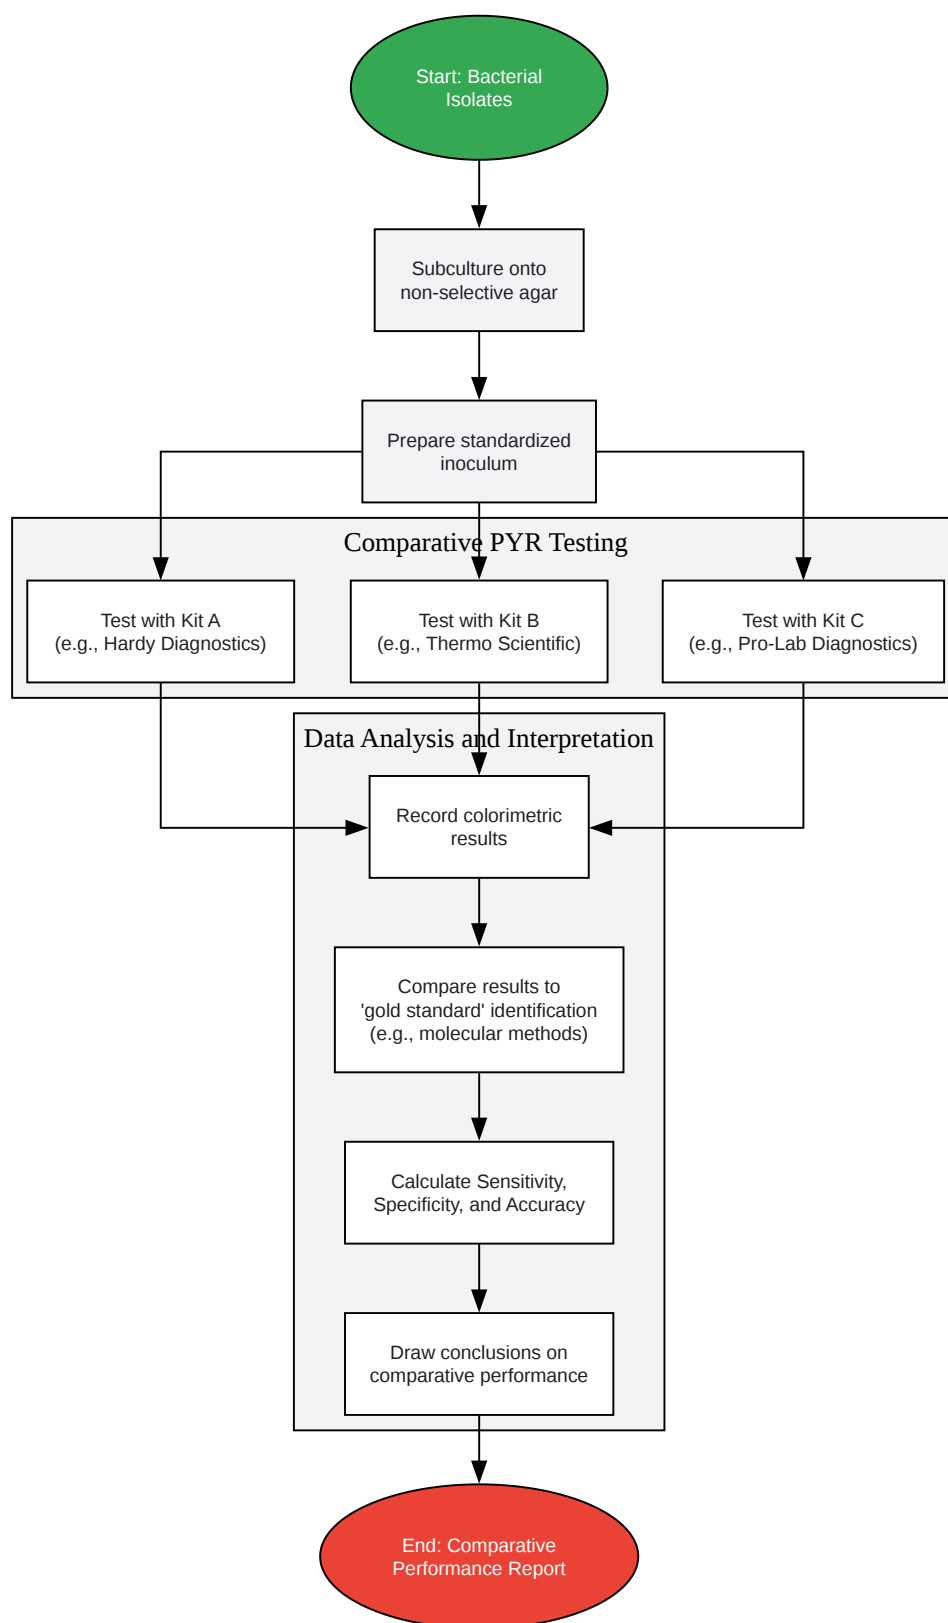 Start: Bacterial
Isolates
Subculture onto
non-selective agar
Prepare standardized
inoculum
Comparative PYR Testing
Test with Kit A
(e.g., Hardy Diagnostics)
Test with Kit B
(e.g., Thermo Scientific)
Test with Kit C
(e.g., Pro-Lab Diagnostics)
Data Analysis and Interpretation
Record colorimetric
results
Compare results to
'gold standard' identification
(e.g., molecular methods)
Calculate Sensitivity,
Specificity, and Accuracy
Draw conclusions on
comparative performance
End: Comparative
Performance Report